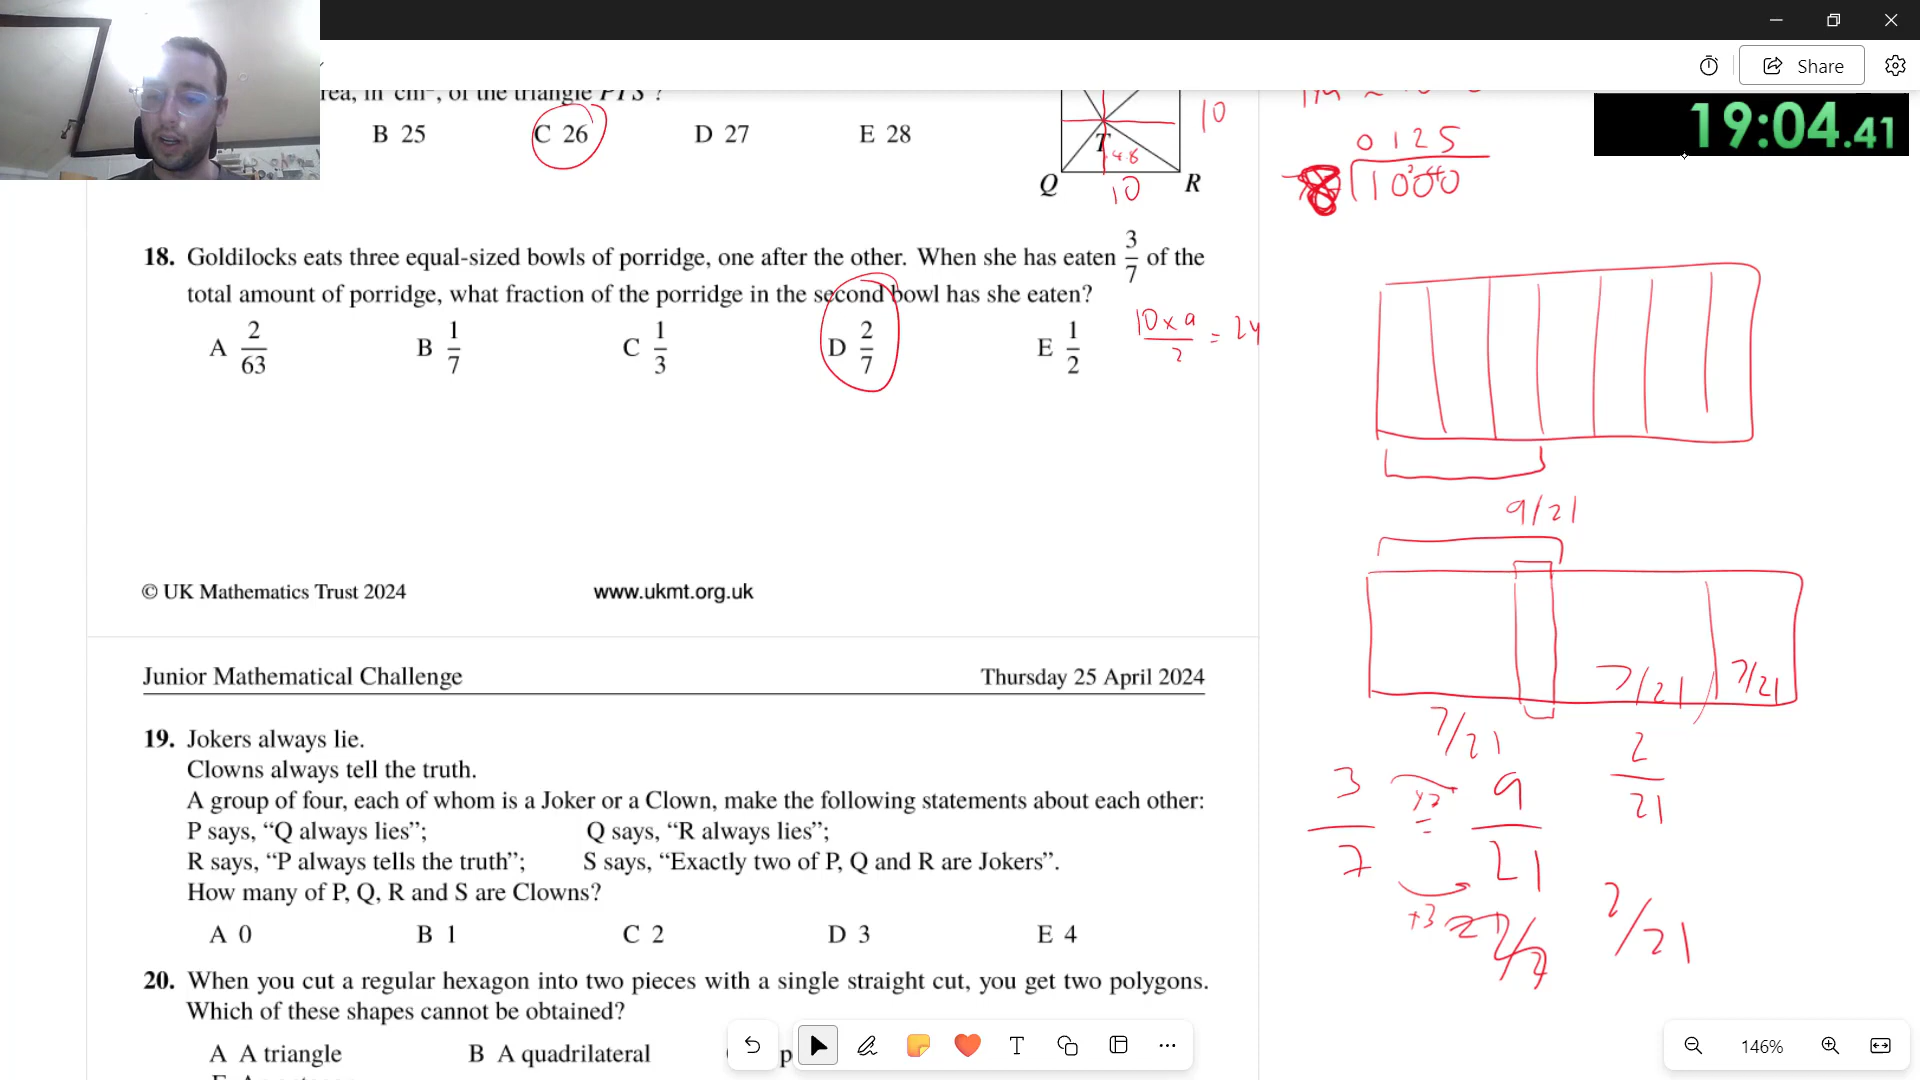 Share
19:04.41
rea, in cm², of the triangle PTS ?
B 25
C 26
D 27
E 28
T
4.8
Q
10
R
10
0 1 2 5
8 1000
18. Goldilocks eats three equal-sized bowls of porridge, one after the other. When she has eaten 3/7 of the
total amount of porridge, what fraction of the porridge in the second bowl has she eaten?
A 2/63
B 1/7
C 1/3
D 2/7
E 1/2
10 x a / 2 = 24
9/21
7/21
7/21
7/21
© UK Mathematics Trust 2024
www.ukmt.org.uk
Junior Mathematical Challenge
Thursday 25 April 2024
3/7
9/21
2/21
2/7
2/21
19. Jokers always lie.
Clowns always tell the truth.
A group of four, each of whom is a Joker or a Clown, make the following statements about each other:
P says, “Q always lies”;
Q says, “R always lies”;
R says, “P always tells the truth”;
S says, “Exactly two of P, Q and R are Jokers”.
How many of P, Q, R and S are Clowns?
A 0
B 1
C 2
D 3
E 4
20. When you cut a regular hexagon into two pieces with a single straight cut, you get two polygons.
Which of these shapes cannot be obtained?
A A triangle
B A quadrilateral
T
146%